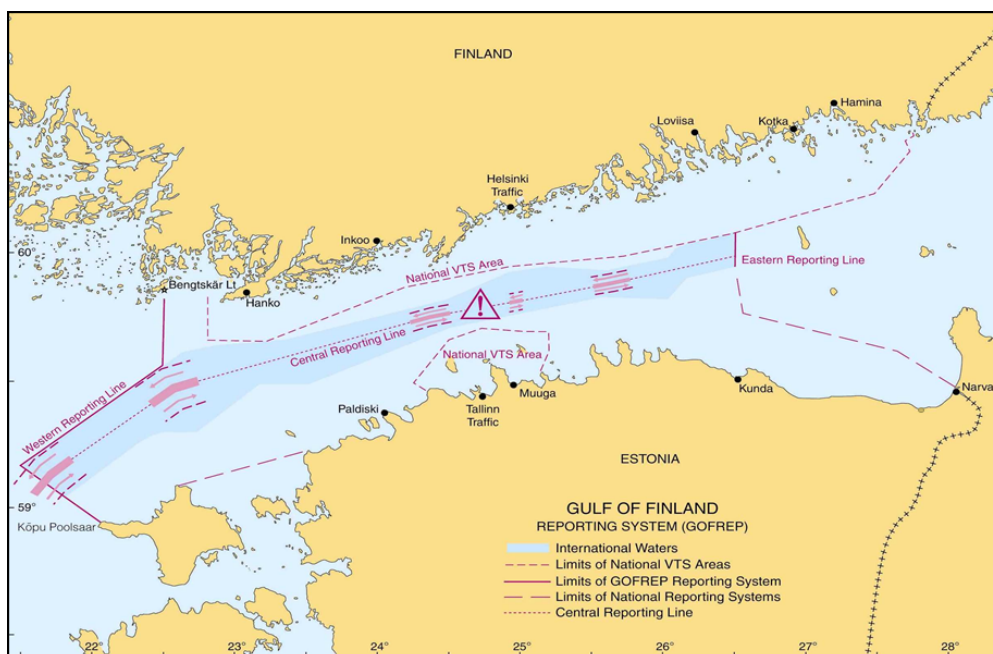 FINLAND
Hamina
Kotka
Loviisa
Helsinki
Traffic
Inkoo
60
National VTS Area
Eastern Reporting Line
Bengtskär Lt
Hanko
Central Reporting Line
National VTS Area
Western Reporting Line
Muuga
Kunda
Narva
Paldiski
Tallinn
Traffic
ESTONIA
59°
Kõpu Poolsaar
GULF OF FINLAND
REPORTING SYSTEM (GOFREP)
International Waters
Limits of National VTS Areas
Limits of GOFREP Reporting System
Limits of National Reporting Systems
Central Reporting Line
22° 23° 24° 25° 26° 27° 28°